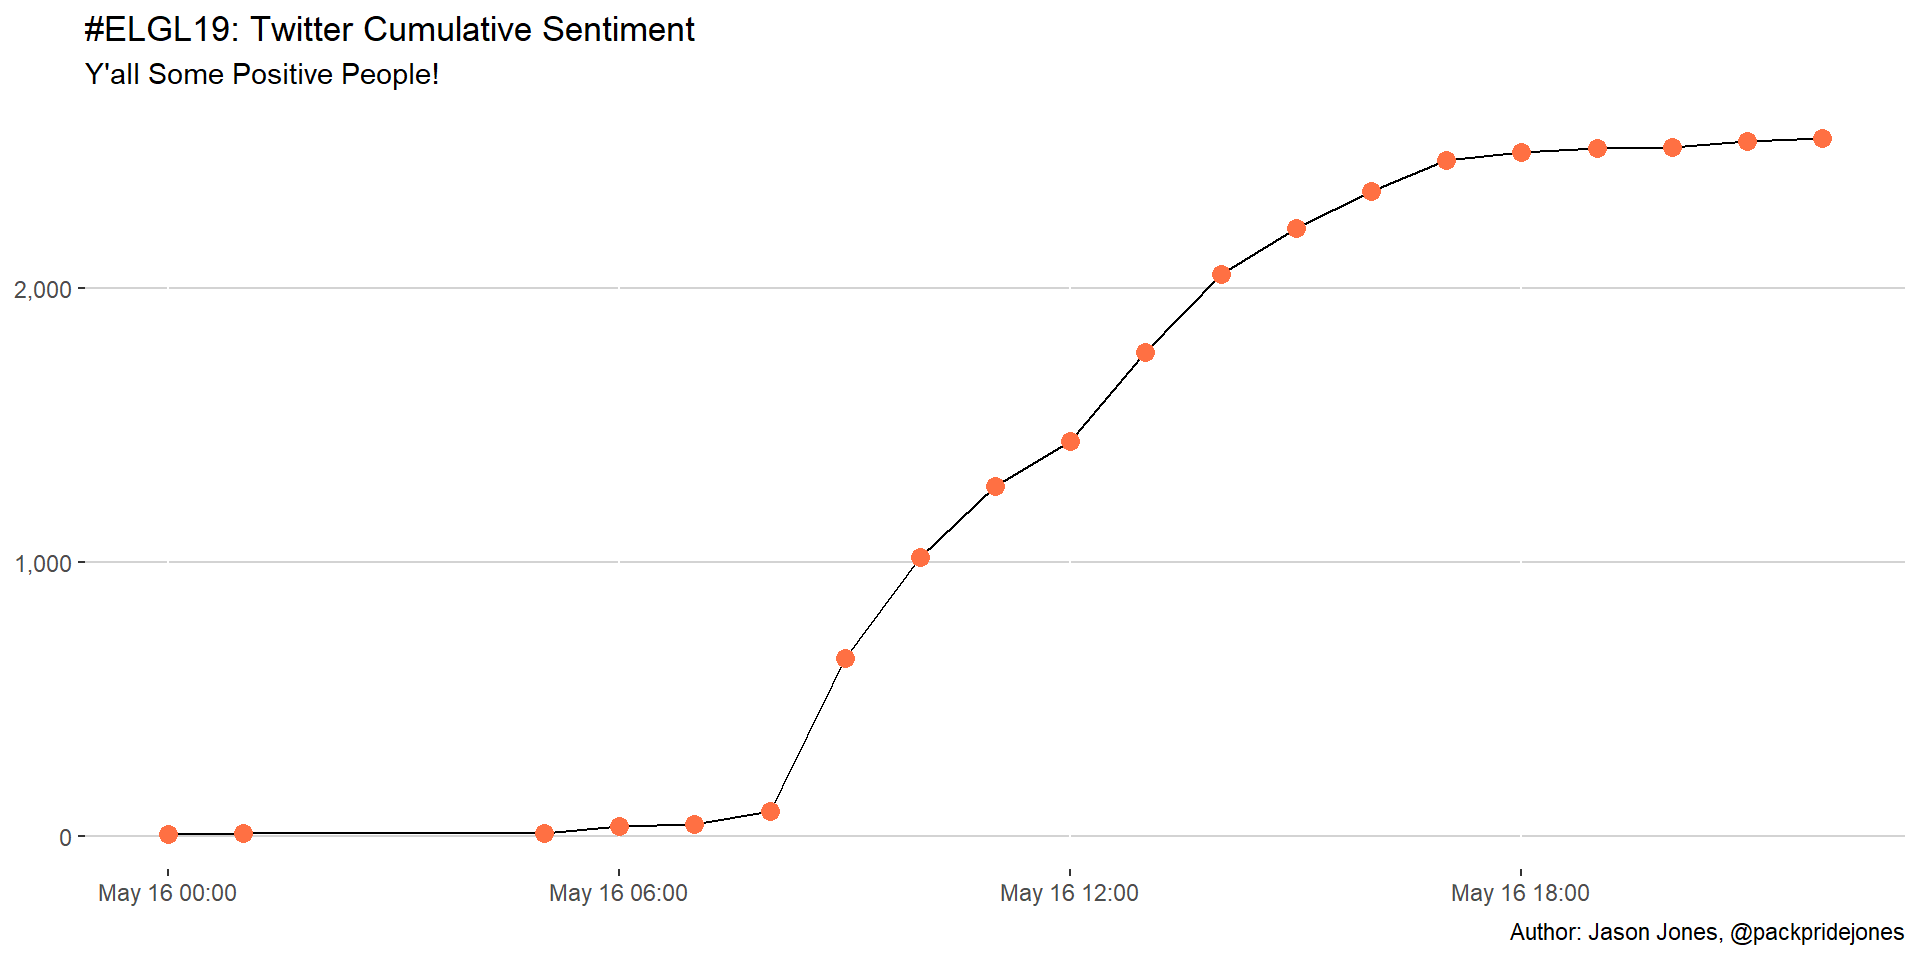 #ELGL19: Twitter Cumulative Sentiment
Y'all Some Positive People!
2,000
1,000
0
May 16 00:00
May 16 06:00
May 16 12:00
May 16 18:00
Author: Jason Jones, @packpridejones